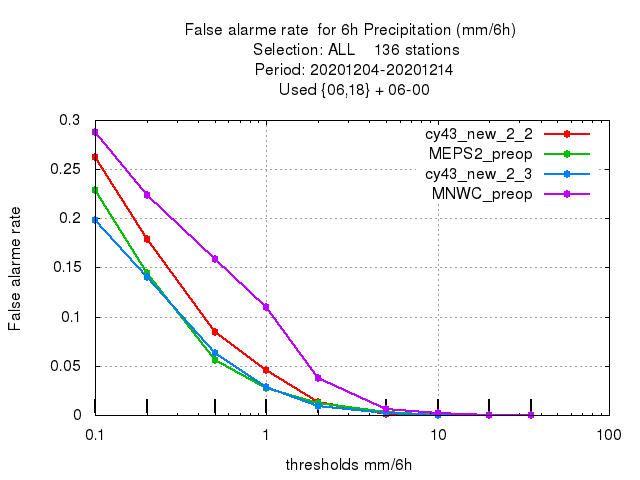 False alarme rate  for 6h Precipitation (mm/6h)
Selection: ALL    136 stations
Period: 20201204-20201214
Used {06,18} + 06-00
cy43_new_2_2
MEPS2_preop
cy43_new_2_3
MNWC_preop
0.3
0.25
0.2
0.15
0.1
0.05
0
False alarme rate
0.1 1 10 100
thresholds mm/6h